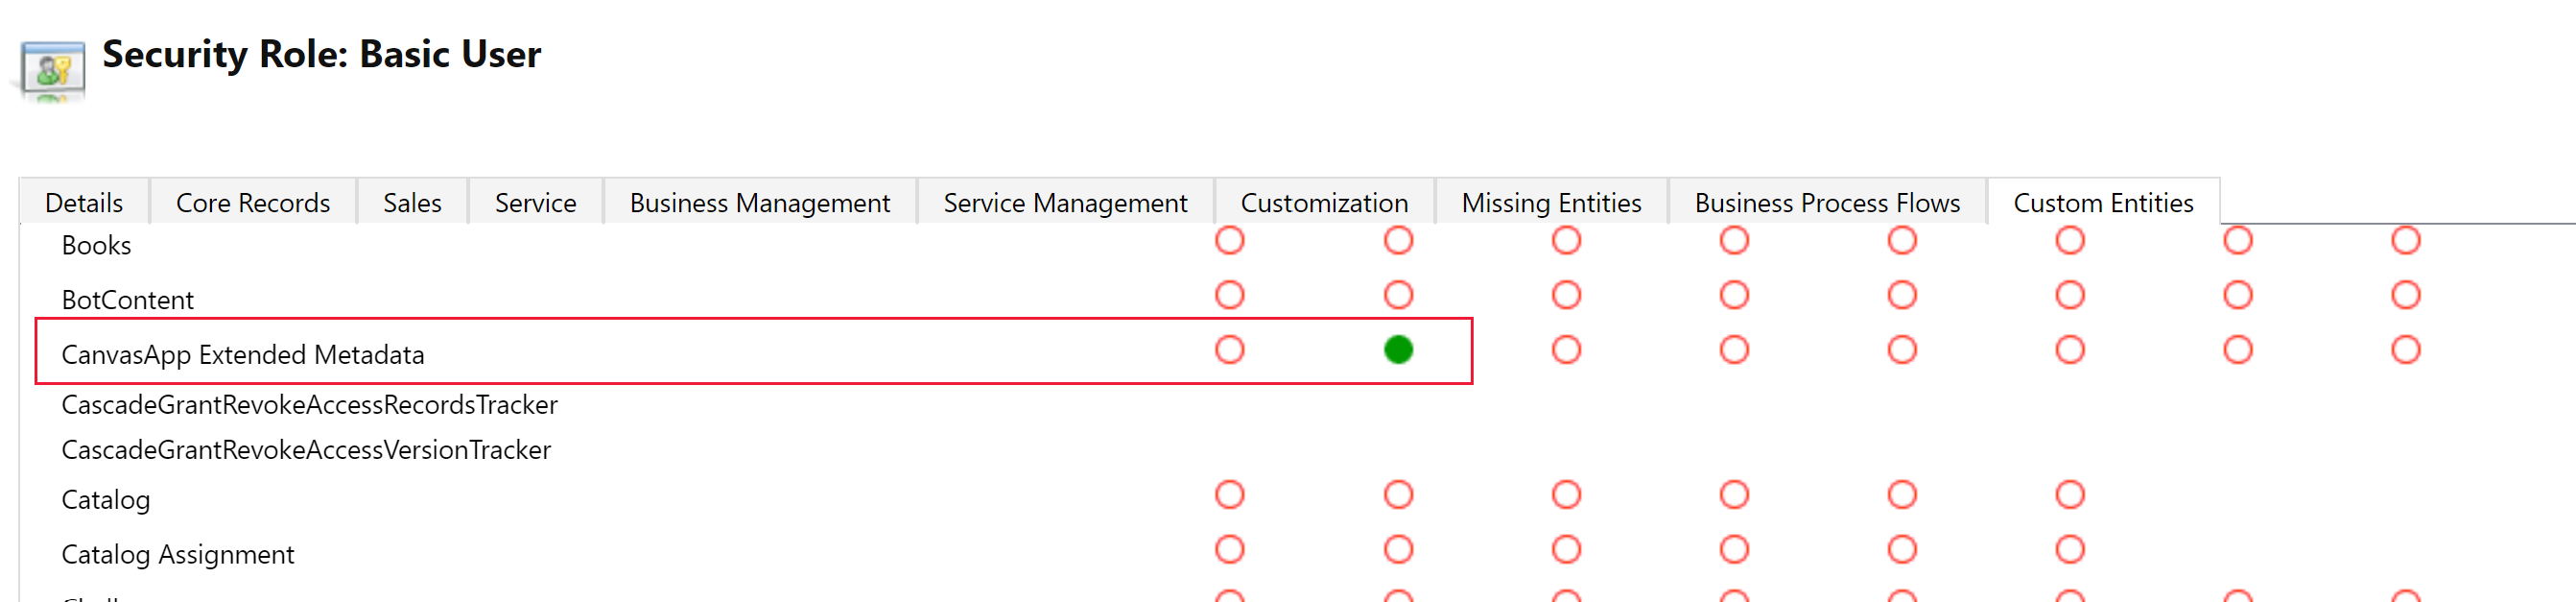 Security Role: Basic User
Details Core Records Sales Service Business Management Service Management Customization Missing Entities Business Process Flows Custom Entities
Books
BotContent
CanvasApp Extended Metadata
CascadeGrantRevokeAccessRecordsTracker
CascadeGrantRevokeAccessVersionTracker
Catalog
Catalog Assignment